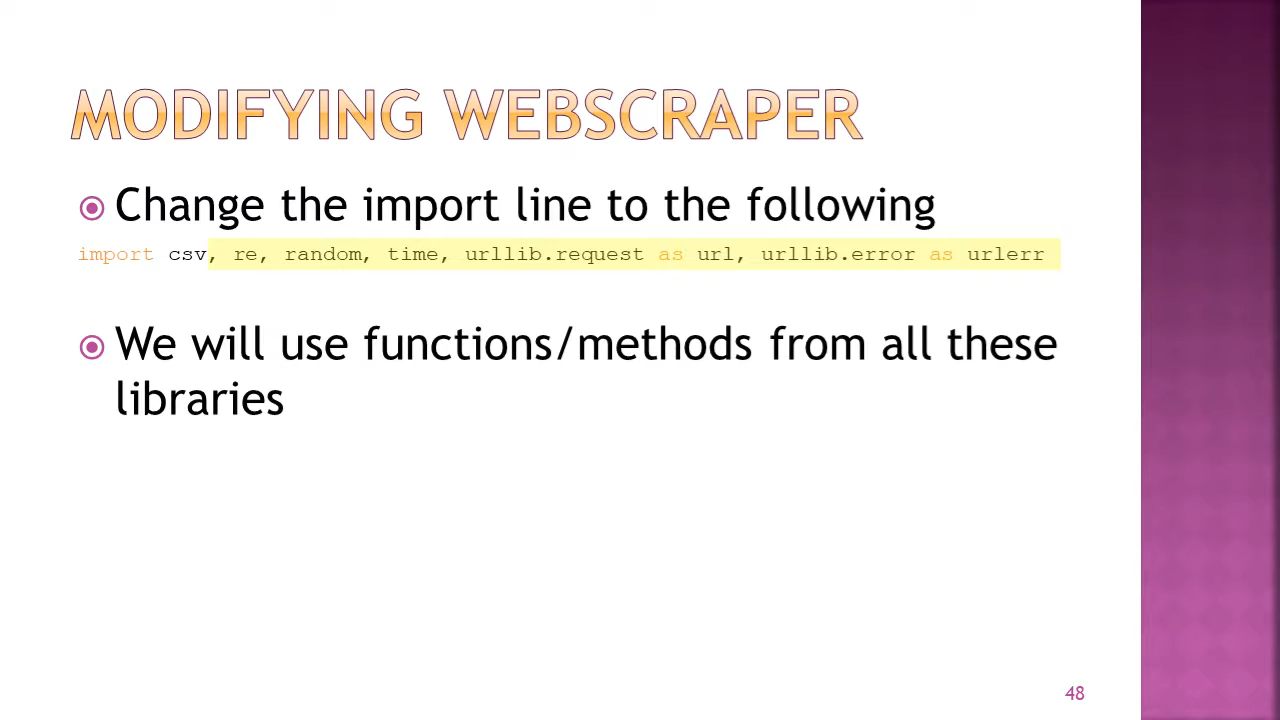 MODIFYING WEBSCRAPER
Change the import line to the following
import csv, re, random, time, urllib.request as url, urllib.error as urlerr
We will use functions/methods from all these
libraries
48